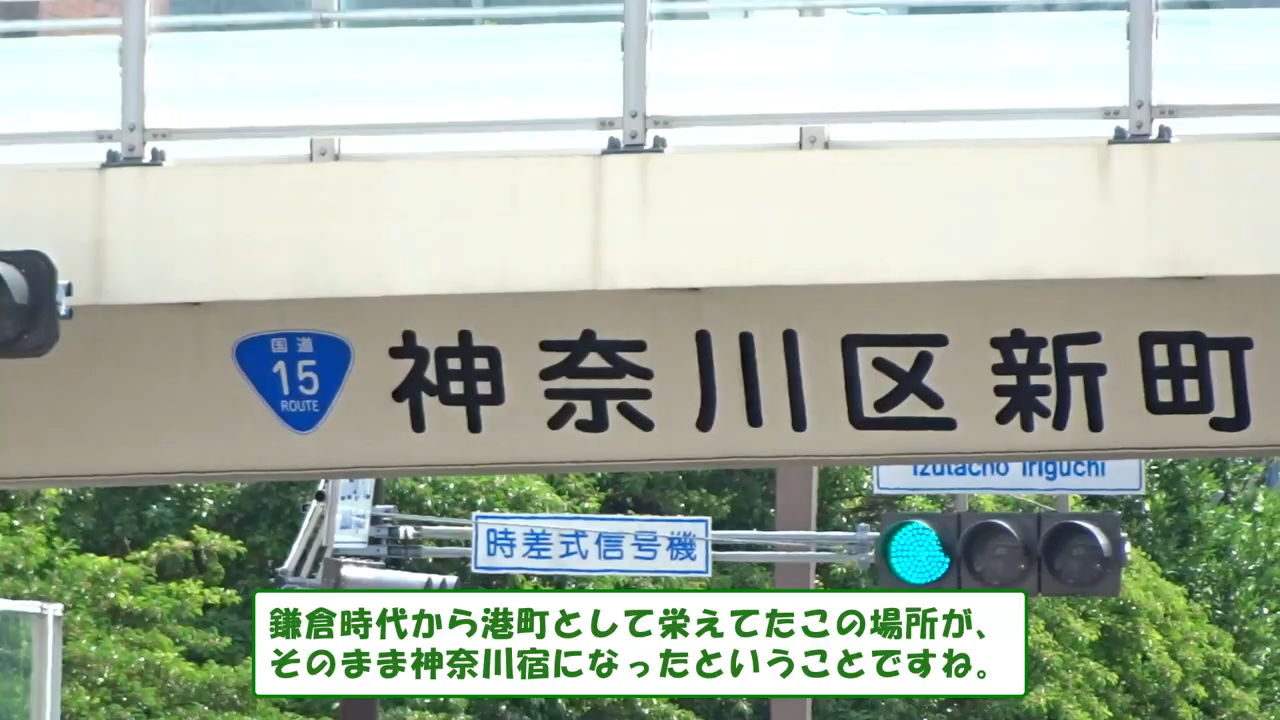 国道
15
ROUTE
神奈川区新町
Izutacho Iriguchi
時差式信号機
鎌倉時代から港町として栄えてたこの場所が、
そのまま神奈川宿になったということですね。